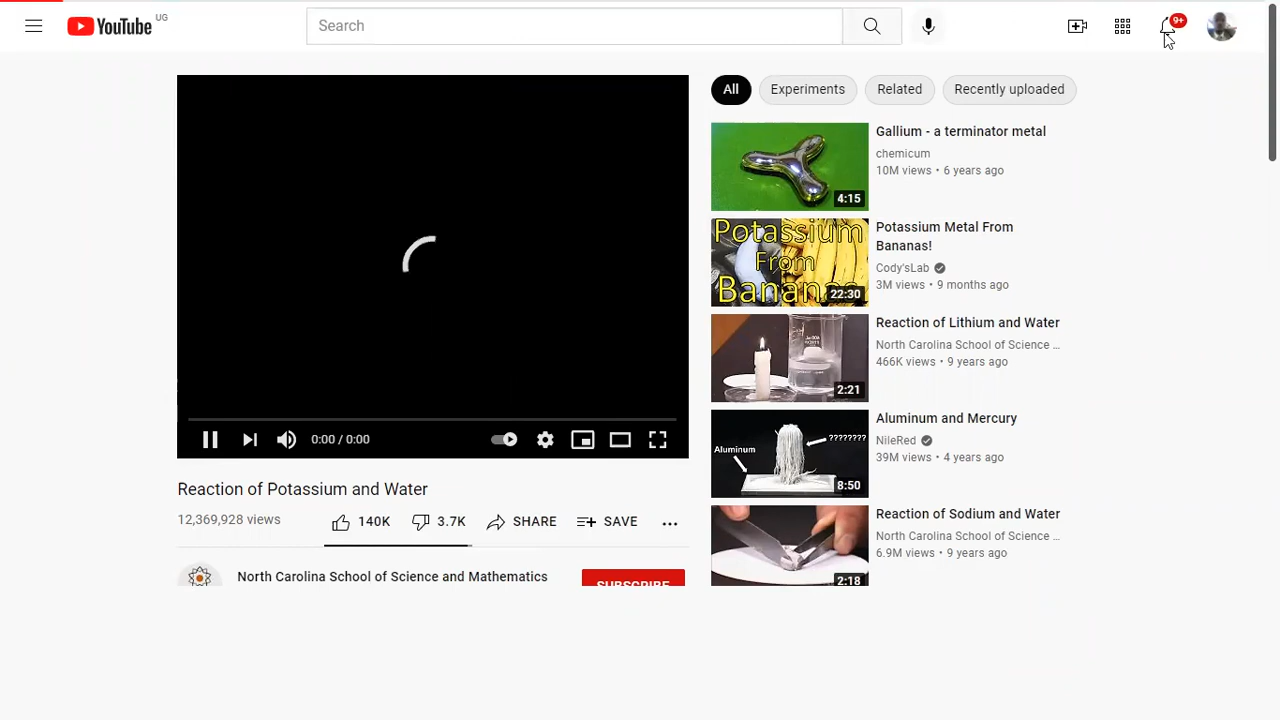 YouTube UG
Search
9+
All
Experiments
Related
Recently uploaded
Gallium - a terminator metal
chemicum
10M views • 6 years ago
4:15
Potassium
From
Bananas
22:30
Potassium Metal From
Bananas!
Cody'sLab
3M views • 9 months ago
Reaction of Lithium and Water
North Carolina School of Science ...
466K views • 9 years ago
2:21
Aluminum
????????
8:50
Aluminum and Mercury
NileRed
39M views • 4 years ago
Reaction of Sodium and Water
North Carolina School of Science ...
6.9M views • 9 years ago
2:18
0:00 / 0:00
Reaction of Potassium and Water
12,369,928 views
140K
3.7K
SHARE
SAVE
North Carolina School of Science and Mathematics
SUBSCRIBE